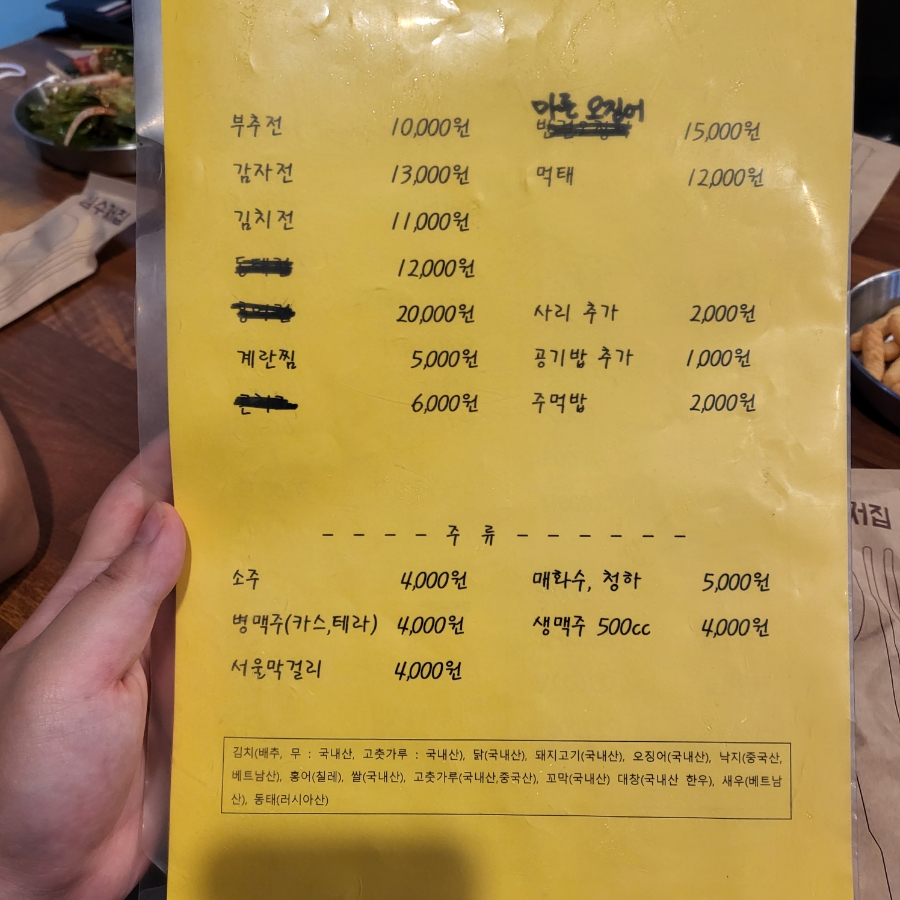 마른 오징어
부추전 10,000원 15,000원
감자전 13,000원 먹태 12,000원
김치전 11,000원
12,000원
20,000원 사리 추가 2,000원
계란찜 5,000원 공기밥 추가 1,000원
6,000원 주먹밥 2,000원
- - - - 주 류 - - - - - -
소주 4,000원 매화수, 청하 5,000원
병맥주(카스,테라) 4,000원 생맥주 500cc 4,000원
서울막걸리 4,000원
김치(배추, 무 : 국내산, 고춧가루 : 국내산), 닭(국내산), 돼지고기(국내산), 오징어(국내산), 낙지(중국산,
베트남산), 홍어(칠레), 쌀(국내산), 고춧가루(국내산,중국산), 꼬막(국내산) 대창(국내산 한우), 새우(베트남
산), 동태(러시아산)